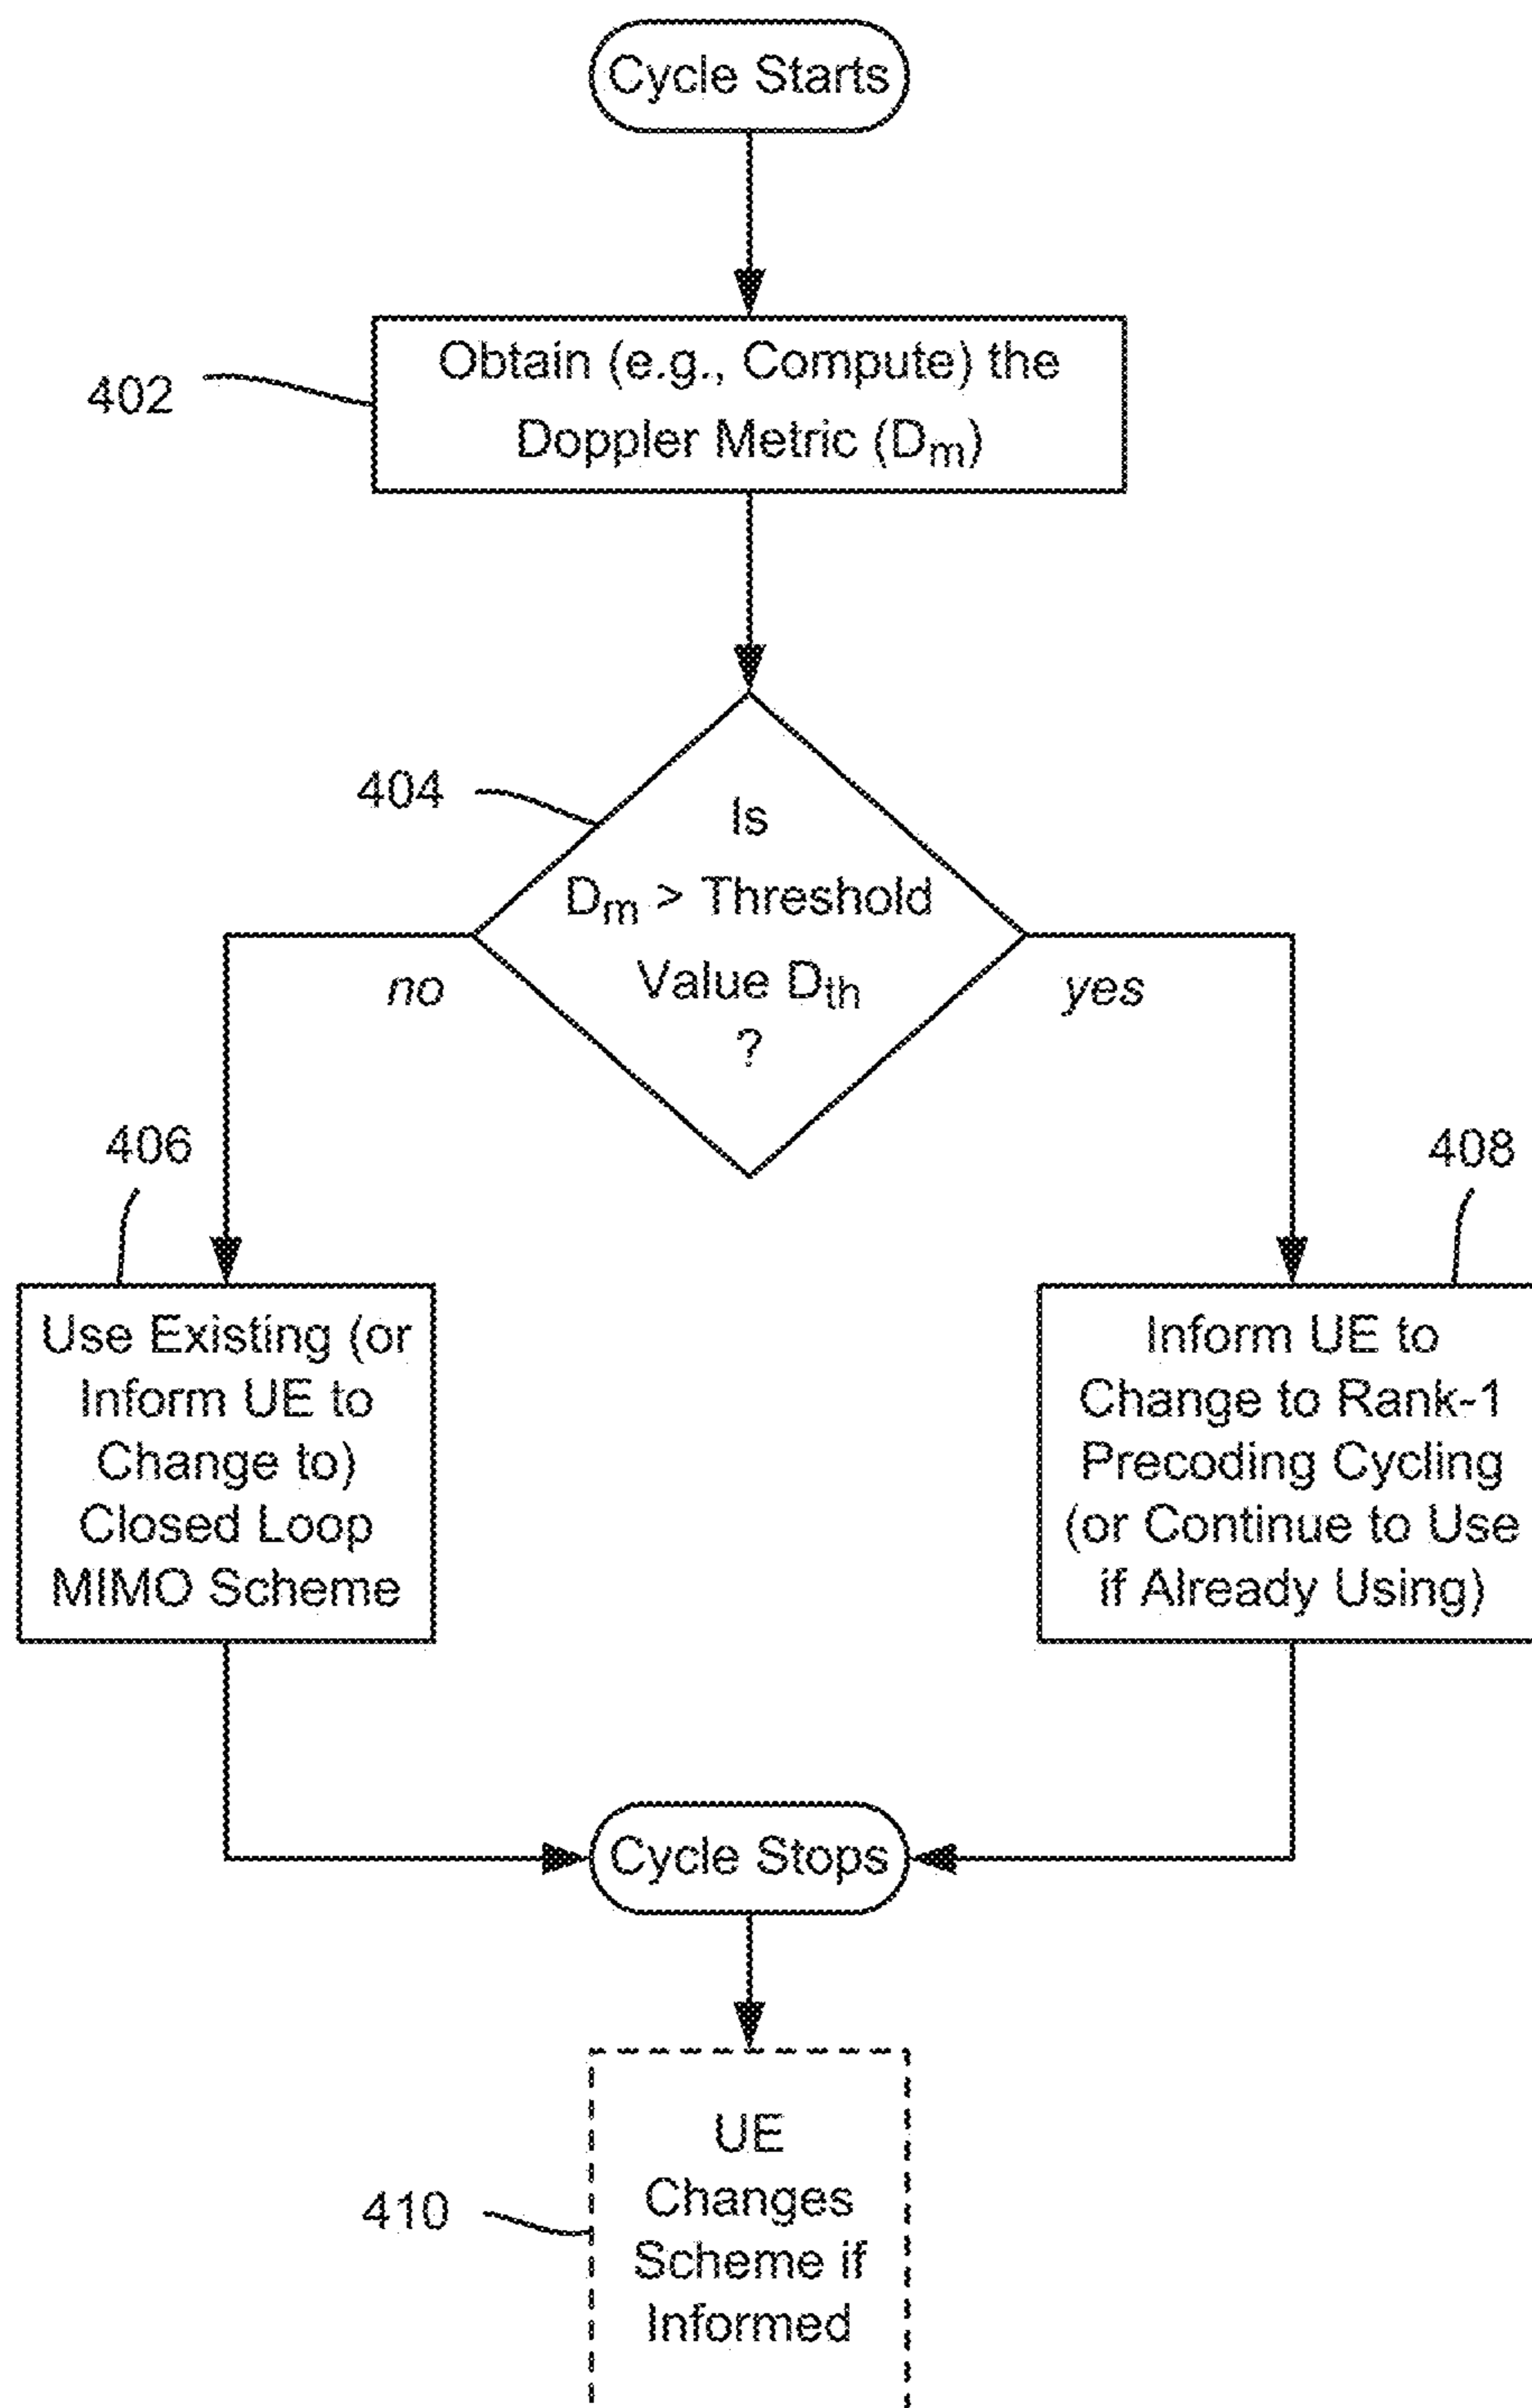 Cycle Starts
402
Obtain (e.g., Compute) the
Doppler Metric (Dm)
404
Is
Dm > Threshold
Value Dth
?
no
yes
406
Use Existing (or
Inform UE to
Change to)
Closed Loop
MIMO Scheme
408
Inform UE to
Change to Rank-1
Precoding Cycling
(or Continue to Use
if Already Using)
Cycle Stops
410
UE
Changes
Scheme if
Informed